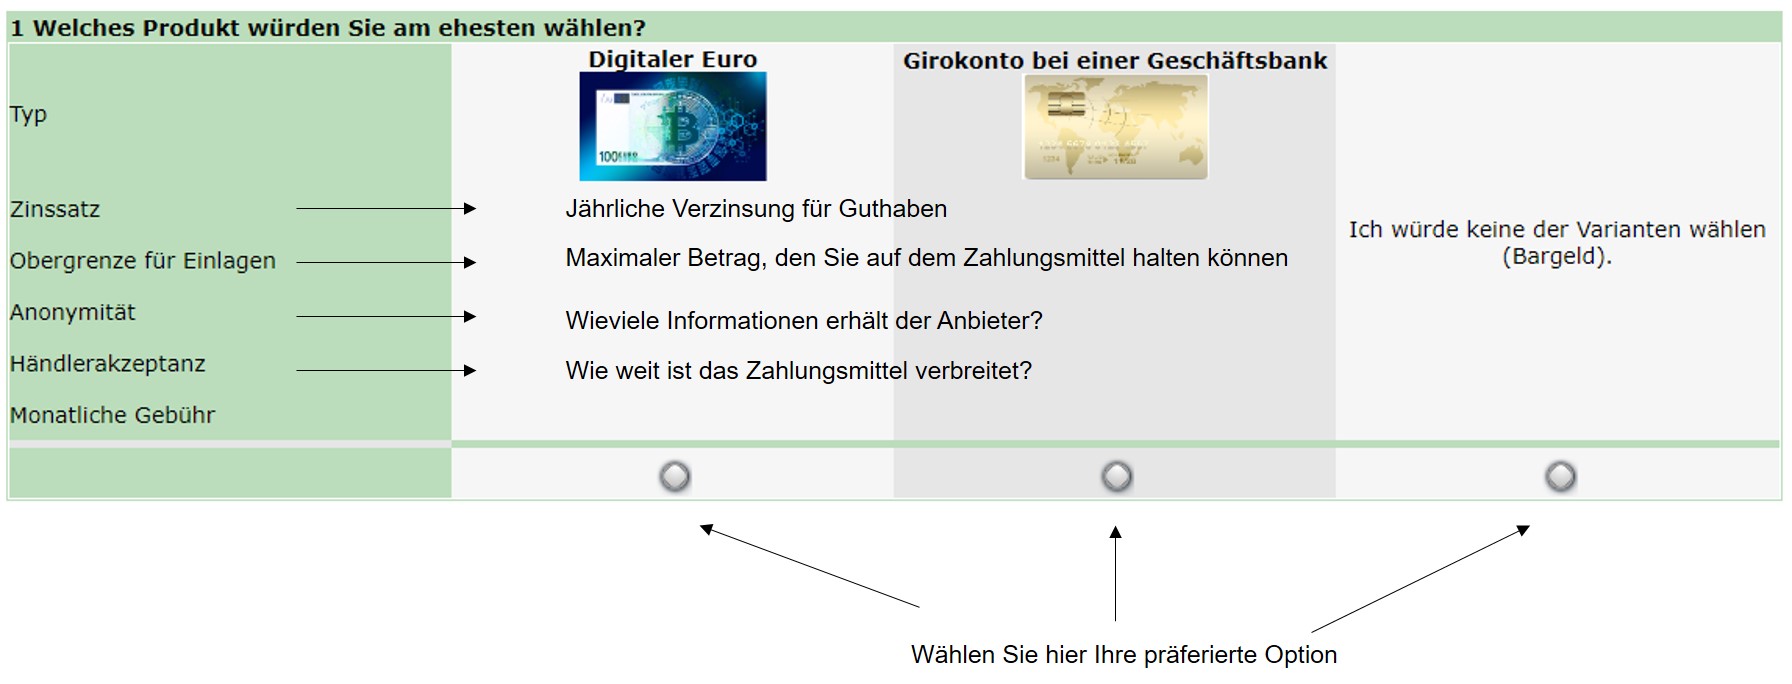 1 Welches Produkt würden Sie am ehesten wählen?
Typ
Digitaler Euro
Girokonto bei einer Geschäftsbank
Zinssatz
Jährliche Verzinsung für Guthaben
Obergrenze für Einlagen
Maximaler Betrag, den Sie auf dem Zahlungsmittel halten können
Anonymität
Wieviele Informationen erhält der Anbieter?
Händlerakzeptanz
Wie weit ist das Zahlungsmittel verbreitet?
Monatliche Gebühr
Ich würde keine der Varianten wählen
(Bargeld).
Wählen Sie hier Ihre präferierte Option